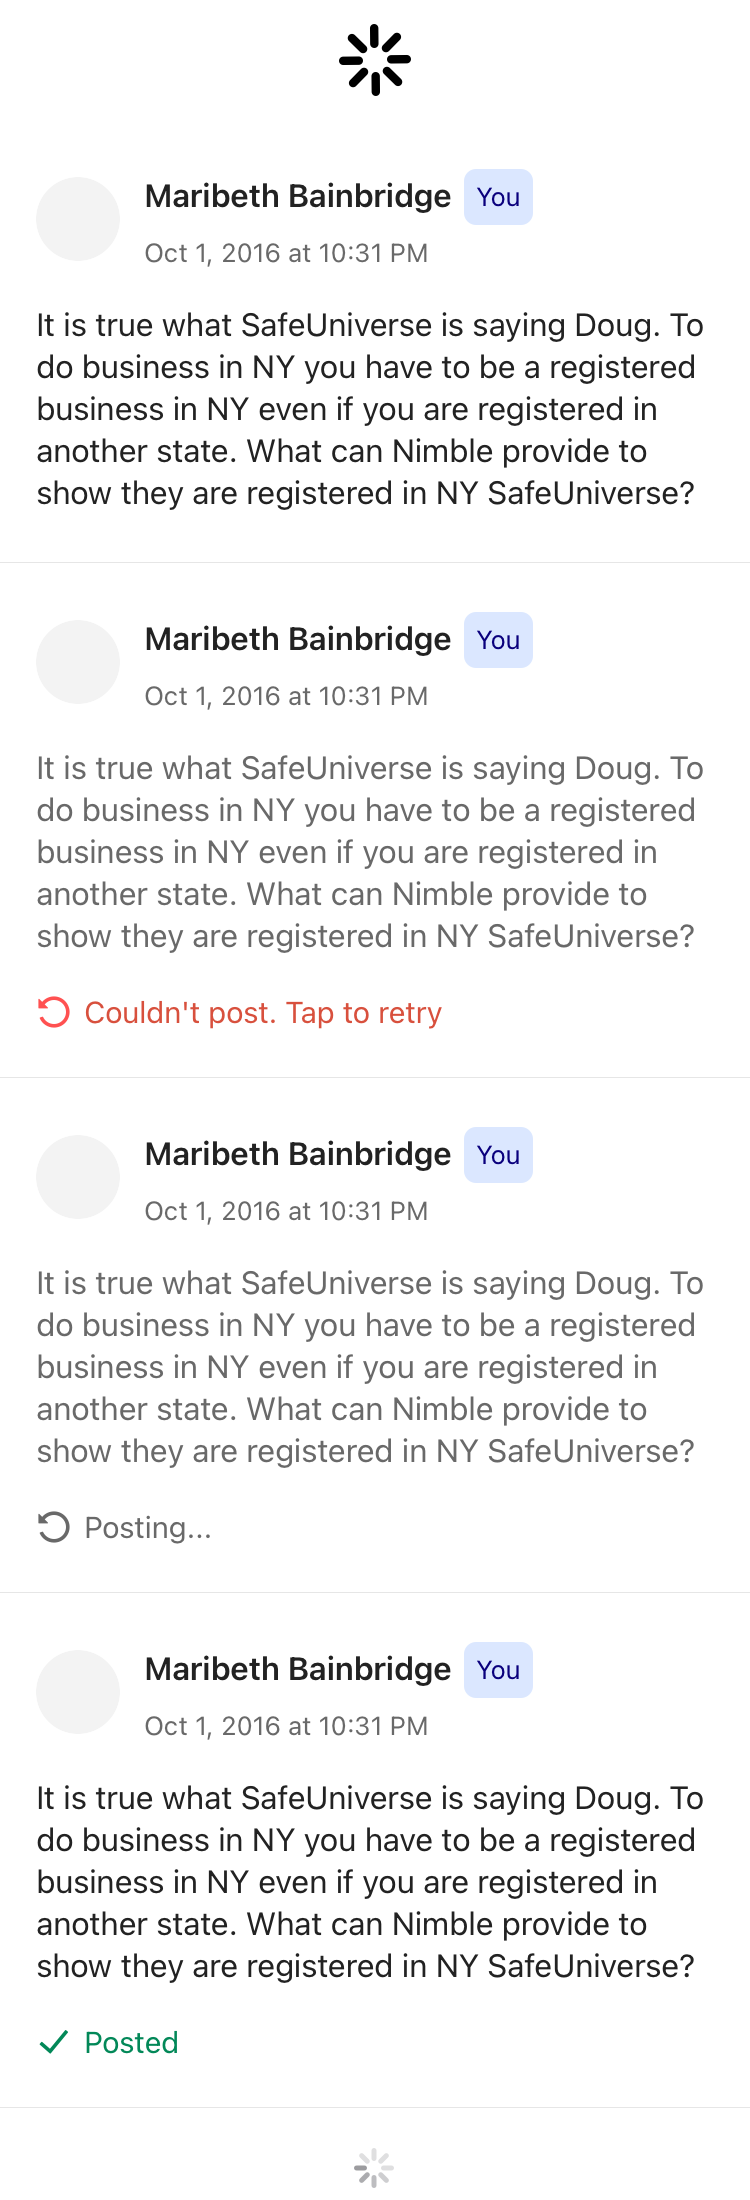 Maribeth Bainbridge You
Oct 1, 2016 at 10:31 PM
It is true what SafeUniverse is saying Doug. To
do business in NY you have to be a registered
business in NY even if you are registered in
another state. What can Nimble provide to
show they are registered in NY SafeUniverse?
Maribeth Bainbridge You
Oct 1, 2016 at 10:31 PM
It is true what SafeUniverse is saying Doug. To
do business in NY you have to be a registered
business in NY even if you are registered in
another state. What can Nimble provide to
show they are registered in NY SafeUniverse?
Couldn't post. Tap to retry
Maribeth Bainbridge You
Oct 1, 2016 at 10:31 PM
It is true what SafeUniverse is saying Doug. To
do business in NY you have to be a registered
business in NY even if you are registered in
another state. What can Nimble provide to
show they are registered in NY SafeUniverse?
Posting...
Maribeth Bainbridge You
Oct 1, 2016 at 10:31 PM
It is true what SafeUniverse is saying Doug. To
do business in NY you have to be a registered
business in NY even if you are registered in
another state. What can Nimble provide to
show they are registered in NY SafeUniverse?
Posted